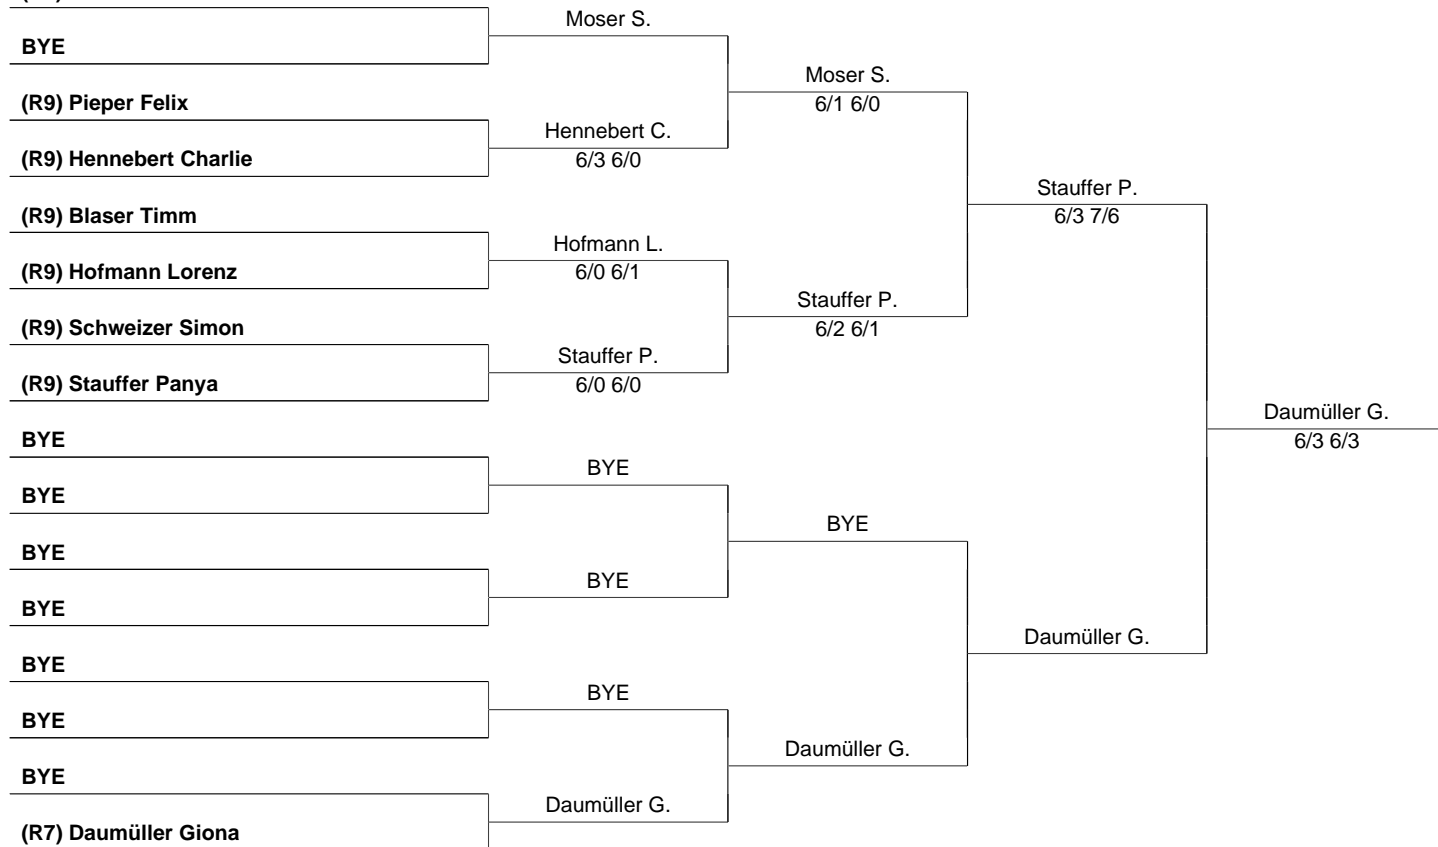 BYE
(R9) Pieper Felix
(R9) Hennebert Charlie
(R9) Blaser Timm
(R9) Hofmann Lorenz
(R9) Schweizer Simon
(R9) Stauffer Panya
BYE
BYE
BYE
BYE
BYE
BYE
BYE
(R7) Daumüller Giona
Moser S.
Hennebert C.
6/3 6/0
Hofmann L.
6/0 6/1
Stauffer P.
6/0 6/0
BYE
BYE
BYE
Daumüller G.
Moser S.
6/1 6/0
Stauffer P.
6/2 6/1
BYE
Daumüller G.
Stauffer P.
6/3 7/6
Daumüller G.
Daumüller G.
6/3 6/3